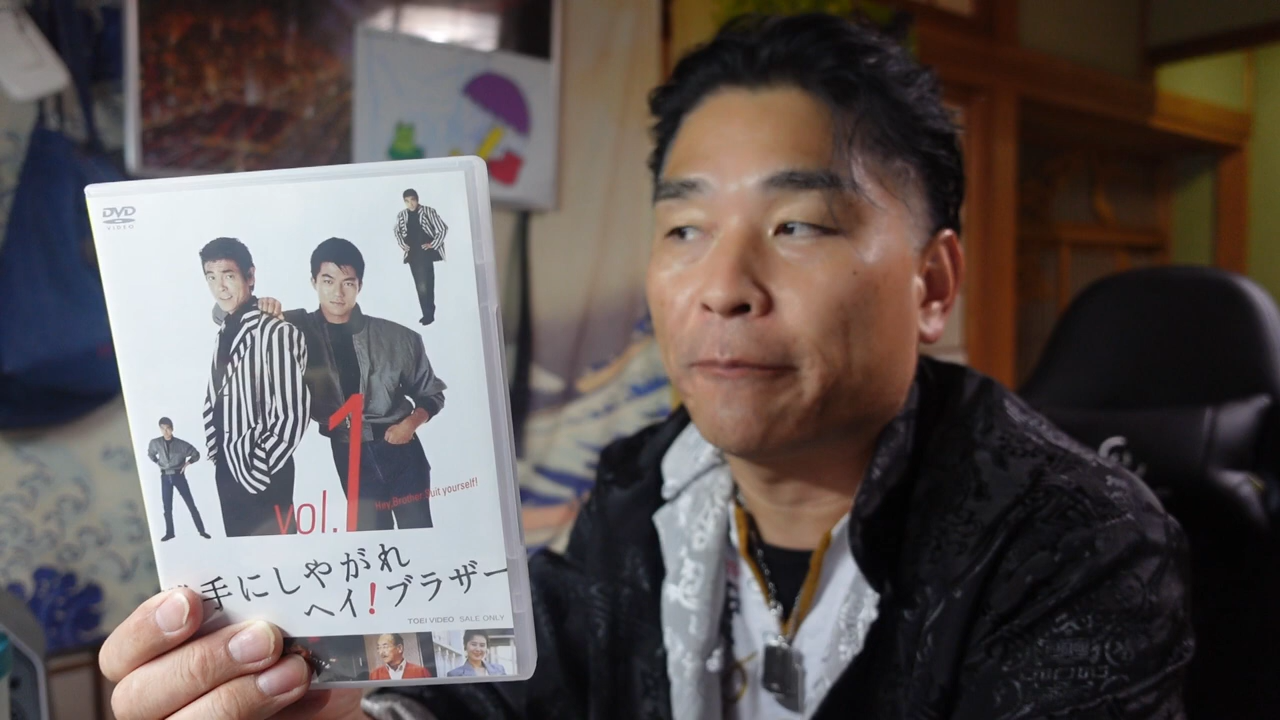 DVD
VIDEO
vol.1
Hey Brother Suit yourself!
手にしやがれ
ヘイ!ブラザー
TOEI VIDEO SALE ONLY